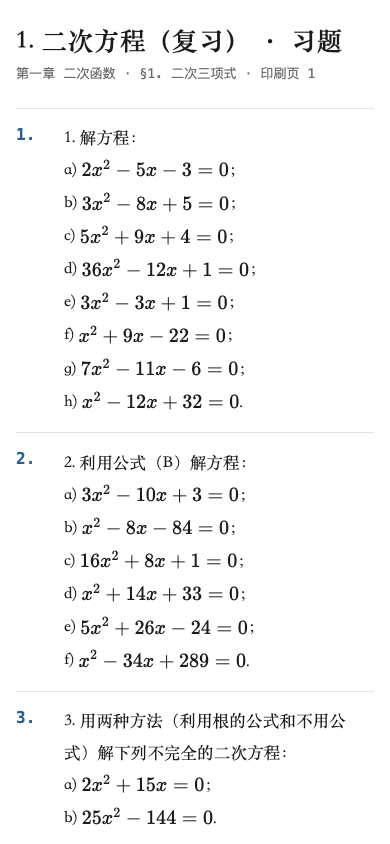 1. 二次方程（复习） · 习题
第一章 二次函数 · §1. 二次三项式 · 印刷页 1
1. 1. 解方程：
a) 2x² − 5x − 3 = 0;
b) 3x² − 8x + 5 = 0;
c) 5x² + 9x + 4 = 0;
d) 36x² − 12x + 1 = 0;
e) 3x² − 3x + 1 = 0;
f) x² + 9x − 22 = 0;
g) 7x² − 11x − 6 = 0;
h) x² − 12x + 32 = 0.
2. 2. 利用公式（B）解方程：
a) 3x² − 10x + 3 = 0;
b) x² − 8x − 84 = 0;
c) 16x² + 8x + 1 = 0;
d) x² + 14x + 33 = 0;
e) 5x² + 26x − 24 = 0;
f) x² − 34x + 289 = 0.
3. 3. 用两种方法（利用根的公式和不用公
式）解下列不完全的二次方程：
a) 2x² + 15x = 0;
b) 25x² − 144 = 0.